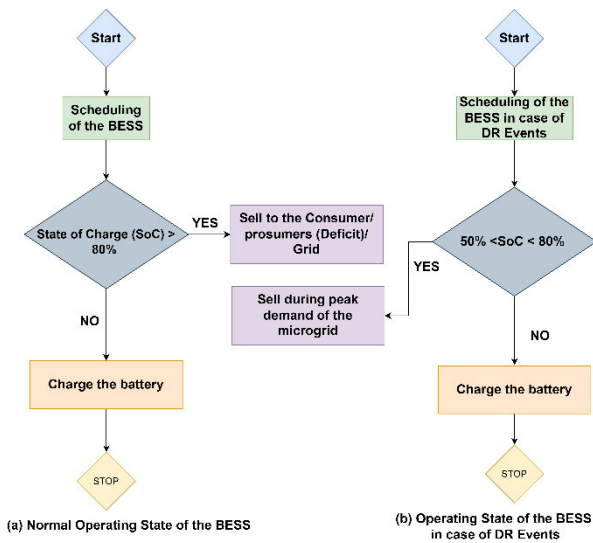 Start
Scheduling
of the BESS
State of Charge (SoC) >
80%
YES
Sell to the Consumer/
prosumers (Deficit)/
Grid
NO
Charge the battery
STOP
(a) Normal Operating State of the BESS
Start
Scheduling of the
BESS in case of
DR Events
50% <SoC < 80%
YES
Sell during peak
demand of the
microgrid
NO
Charge the battery
STOP
(b) Operating State of the BESS
in case of DR Events